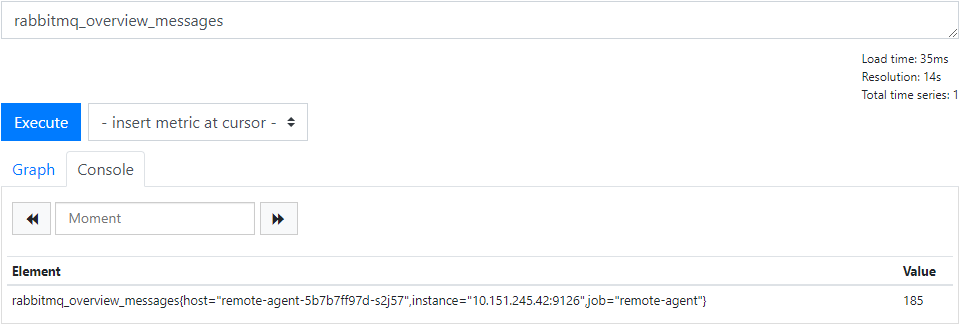 rabbitmq_overview_messages
Load time: 35ms
Resolution: 14s
Total time series: 1
Execute
- insert metric at cursor -
Graph
Console
Moment
Element Value
rabbitmq_overview_messages{host="remote-agent-5b7b7ff97d-s2j57",instance="10.151.245.42:9126",job="remote-agent"} 185